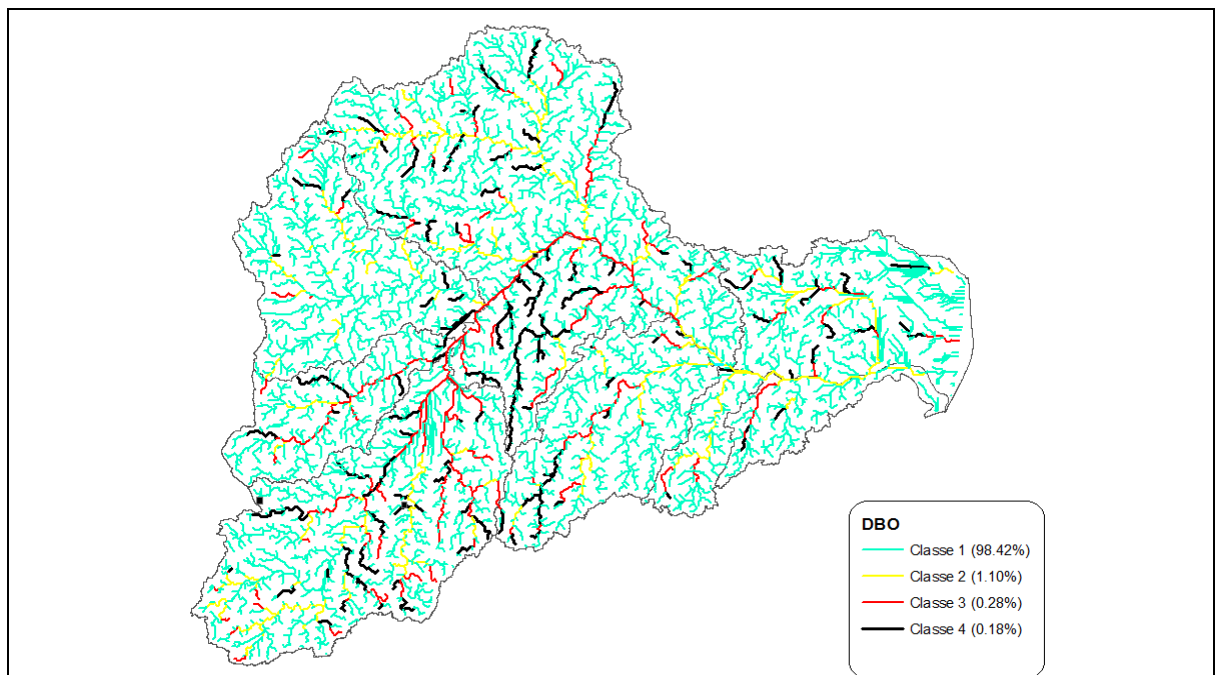 DBO
Classe 1 (98.42%)
Classe 2 (1.10%)
Classe 3 (0.28%)
Classe 4 (0.18%)